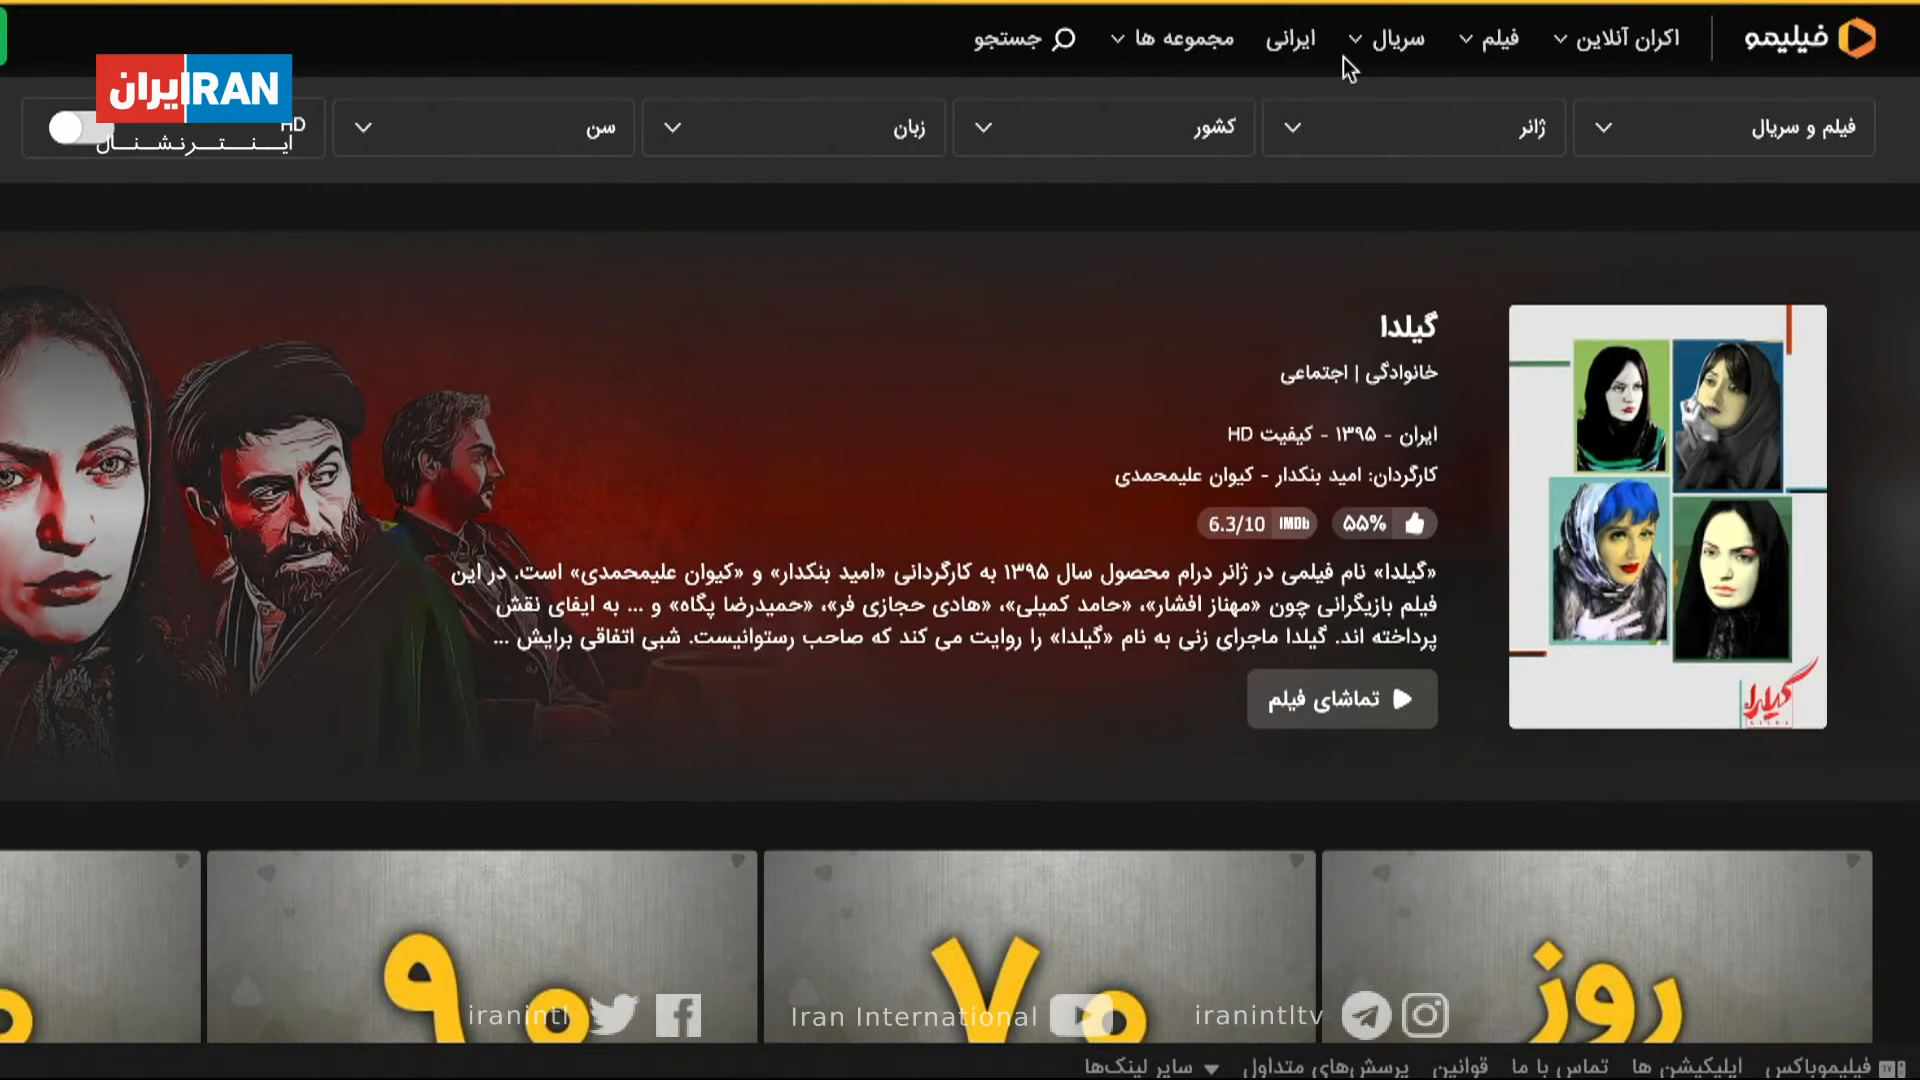 فیلیمو
اکران آنلاین
فیلم
سریال
ایرانی
مجموعه ها
جستجو
ایران IRAN
اینترنشنال
فیلم و سریال
ژانر
کشور
زبان
سن
HD
گیلدا
خانوادگی | اجتماعی
ایران - ۱۳۹۵ - کیفیت HD
کارگردان: امید بنکدار - کیوان علیمحمدی
۵۵%
IMDb 6.3/10
«گیلدا» نام فیلمی در ژانر درام محصول سال ۱۳۹۵ به کارگردانی «امید بنکدار» و «کیوان علیمحمدی» است. در این
فیلم بازیگرانی چون «مهناز افشار»، «حامد کمیلی»، «هادی حجازی فر»، «حمیدرضا پگاه» و ... به ایفای نقش
پرداخته اند. گیلدا ماجرای زنی به نام «گیلدا» را روایت می کند که صاحب رستوانیست. شبی اتفاقی برایش ...
تماشای فیلم
گیلدا
روز
۷۰
۹۰
iranintl
Iran International
iranintltv
فیلیموباکس
اپلیکیشن ها
تماس با ما
قوانین
پرسش‌های متداول
سایر لینک‌ها